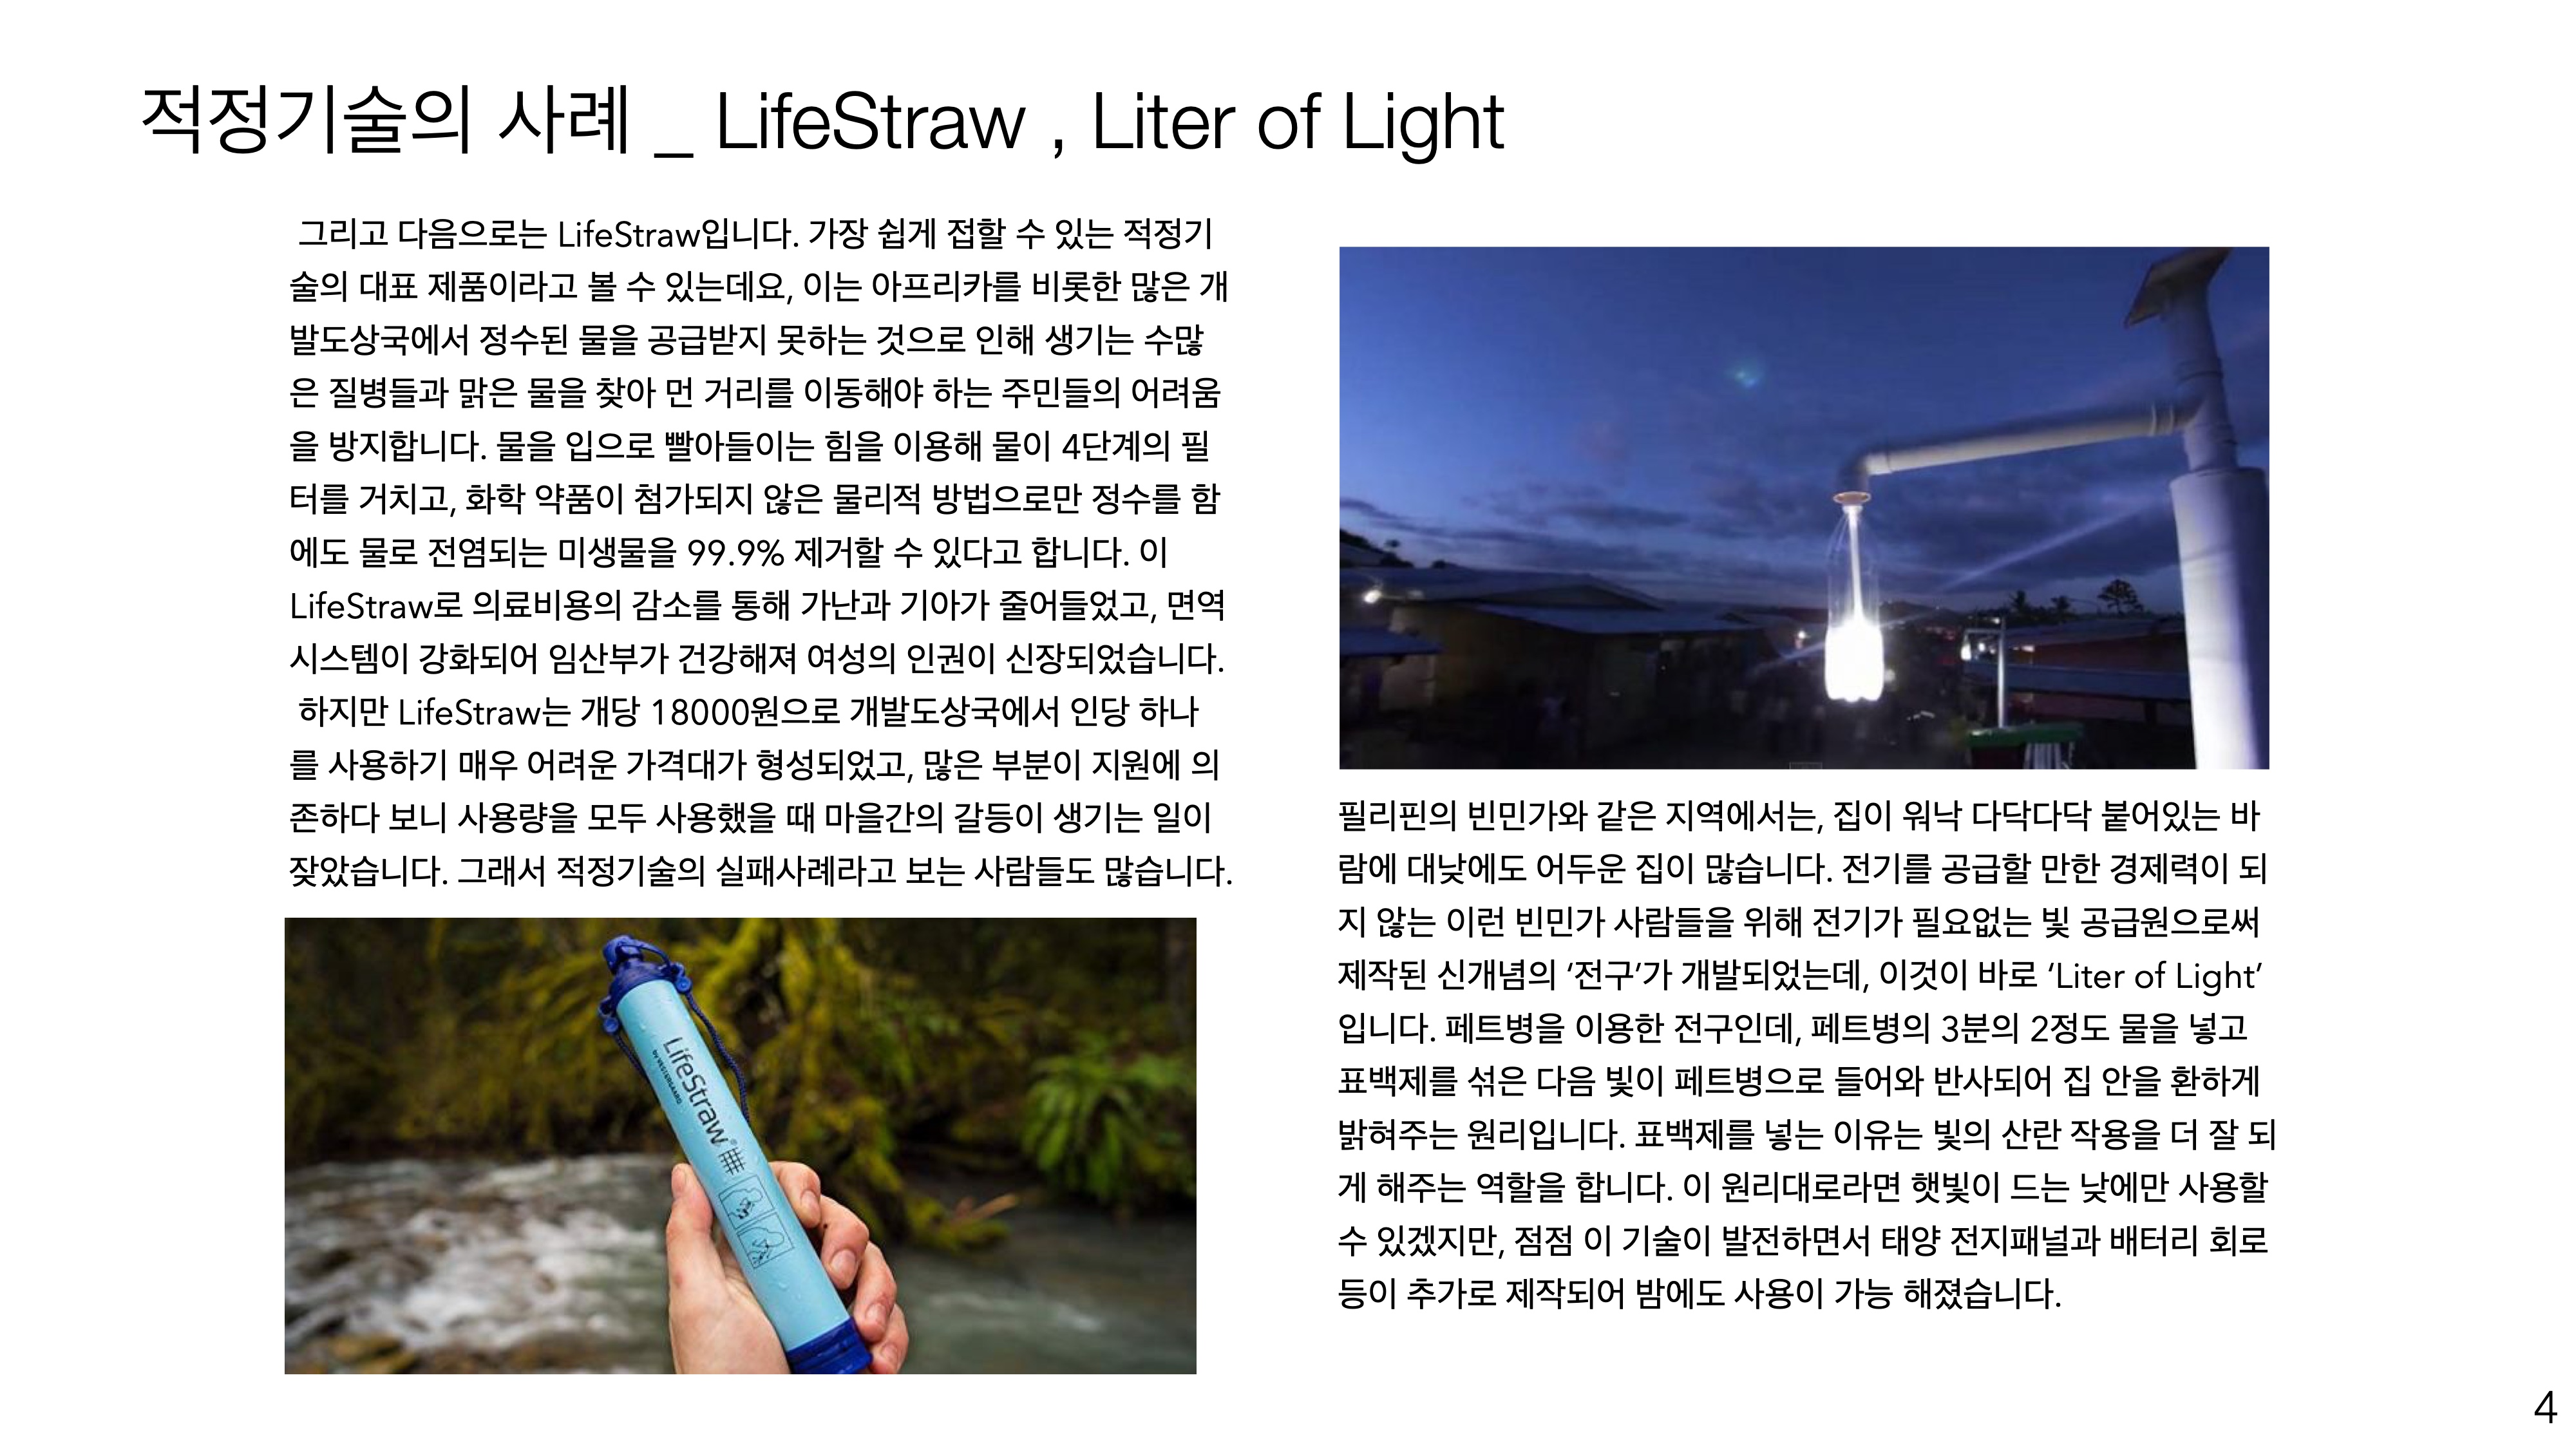 적정기술의 사례 _ LifeStraw , Liter of Light
그리고 다음으로는 LifeStraw입니다. 가장 쉽게 접할 수 있는 적정기
술의 대표 제품이라고 볼 수 있는데요, 이는 아프리카를 비롯한 많은 개
발도상국에서 정수된 물을 공급받지 못하는 것으로 인해 생기는 수많
은 질병들과 맑은 물을 찾아 먼 거리를 이동해야 하는 주민들의 어려움
을 방지합니다. 물을 입으로 빨아들이는 힘을 이용해 물이 4단계의 필
터를 거치고, 화학 약품이 첨가되지 않은 물리적 방법으로만 정수를 함
에도 물로 전염되는 미생물을 99.9% 제거할 수 있다고 합니다. 이
LifeStraw로 의료비용의 감소를 통해 가난과 기아가 줄어들었고, 면역
시스템이 강화되어 임산부가 건강해져 여성의 인권이 신장되었습니다.
하지만 LifeStraw는 개당 18000원으로 개발도상국에서 인당 하나
를 사용하기 매우 어려운 가격대가 형성되었고, 많은 부분이 지원에 의
존하다 보니 사용량을 모두 사용했을 때 마을간의 갈등이 생기는 일이
잦았습니다. 그래서 적정기술의 실패사례라고 보는 사람들도 많습니다.
LifeStraw®
by VESTERGAARD
필리핀의 빈민가와 같은 지역에서는, 집이 워낙 다닥다닥 붙어있는 바
람에 대낮에도 어두운 집이 많습니다. 전기를 공급할 만한 경제력이 되
지 않는 이런 빈민가 사람들을 위해 전기가 필요없는 빛 공급원으로써
제작된 신개념의 ‘전구’가 개발되었는데, 이것이 바로 ‘Liter of Light’
입니다. 페트병을 이용한 전구인데, 페트병의 3분의 2정도 물을 넣고
표백제를 섞은 다음 빛이 페트병으로 들어와 반사되어 집 안을 환하게
밝혀주는 원리입니다. 표백제를 넣는 이유는 빛의 산란 작용을 더 잘 되
게 해주는 역할을 합니다. 이 원리대로라면 햇빛이 드는 낮에만 사용할
수 있겠지만, 점점 이 기술이 발전하면서 태양 전지패널과 배터리 회로
등이 추가로 제작되어 밤에도 사용이 가능 해졌습니다.
4